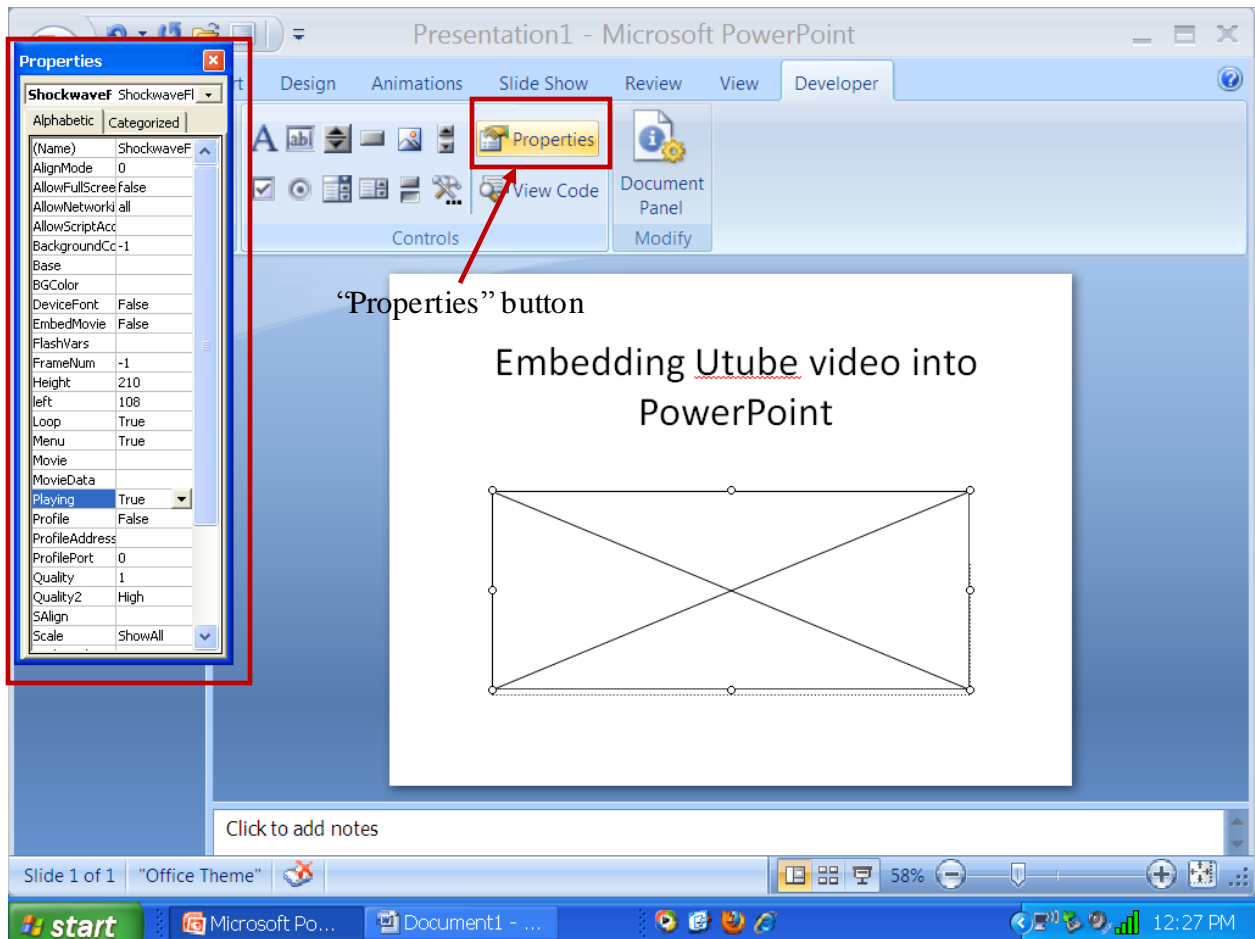 Presentation1 - Microsoft PowerPoint
Properties
ShockwaveF ShockwaveFl
Alphabetic Categorized
(Name) ShockwaveF
AlignMode 0
AllowFullScree false
AllowNetworki all
AllowScriptAcc
BackgroundCc -1
Base
BGColor
DeviceFont False
EmbedMovie False
FlashVars
FrameNum -1
Height 210
left 108
Loop True
Menu True
Movie
MovieData
Playing True
Profile False
ProfileAddress
ProfilePort 0
Quality 1
Quality2 High
SAlign
Scale ShowAll
Design Animations Slide Show Review View Developer
Properties
View Code
Controls
Document
Panel
Modify
“Properties” button
Embedding Utube video into
PowerPoint
Click to add notes
Slide 1 of 1 "Office Theme" 58%
start Microsoft Po... Document1 - ... 12:27 PM